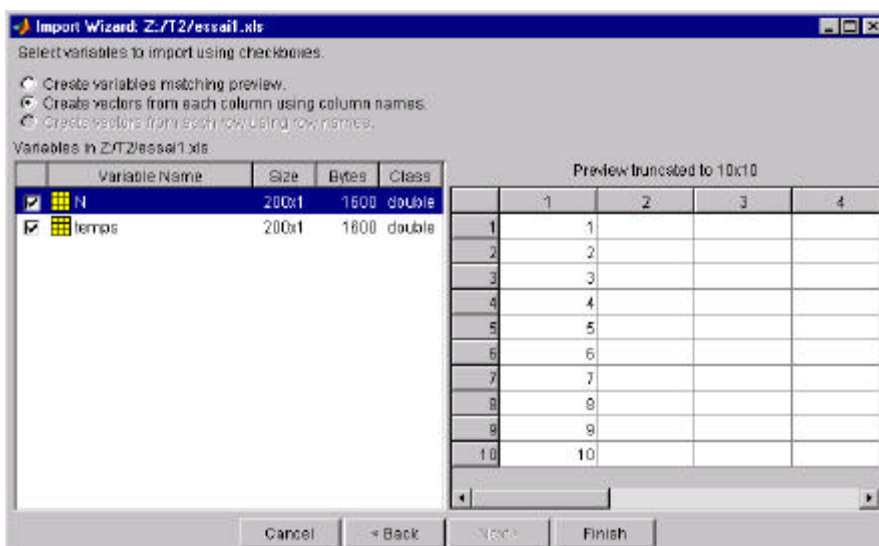 Import Wizard: Z:/T2/essai1.xls
Select variables to import using checkboxes.
Create variables matching preview.
Create vectors from each column using column names.
Create vectors from each row using row names.
Variables in Z:/T2/essai1.xls
Variable Name Size Bytes Class
N 200x1 1600 double
temps 200x1 1600 double
Preview truncated to 10x10
1 2 3 4
1 1
2 2
3 3
4 4
5 5
6 6
7 7
8 8
9 9
10 10
Cancel < Back Next > Finish